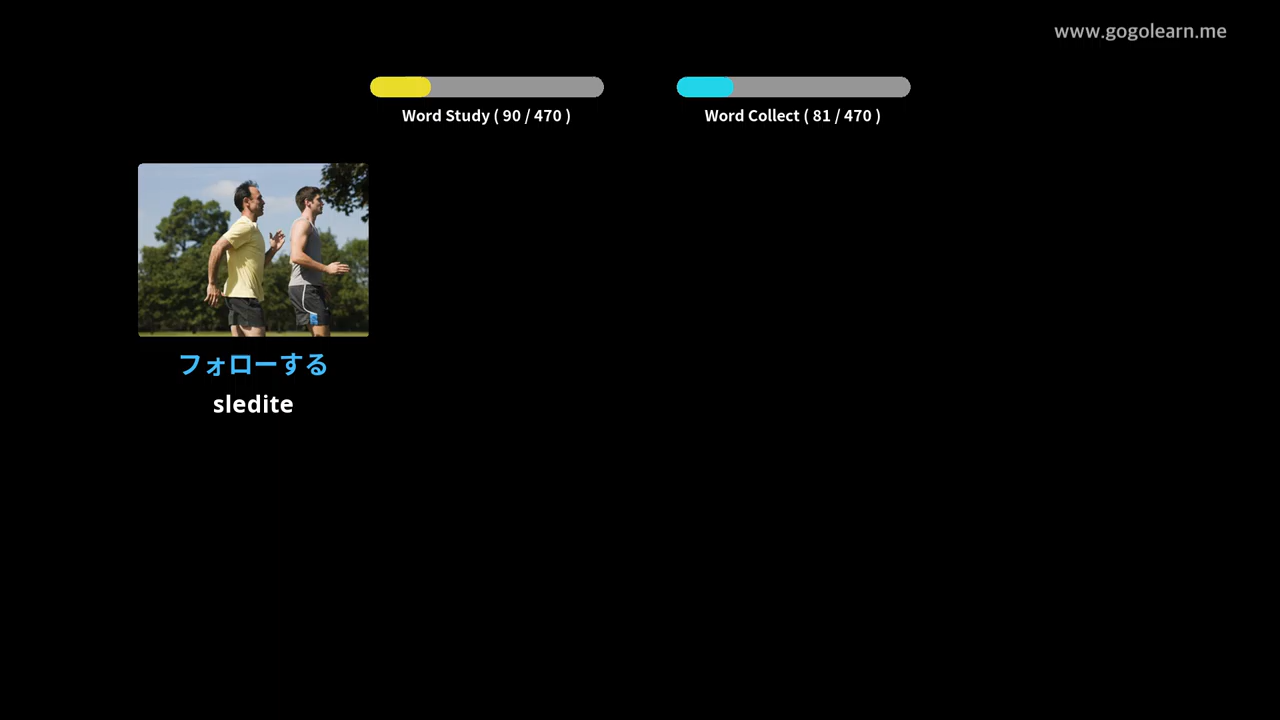 www.gogolearn.me
Word Study ( 90 / 470 )
Word Collect ( 81 / 470 )
フォローする
sledite